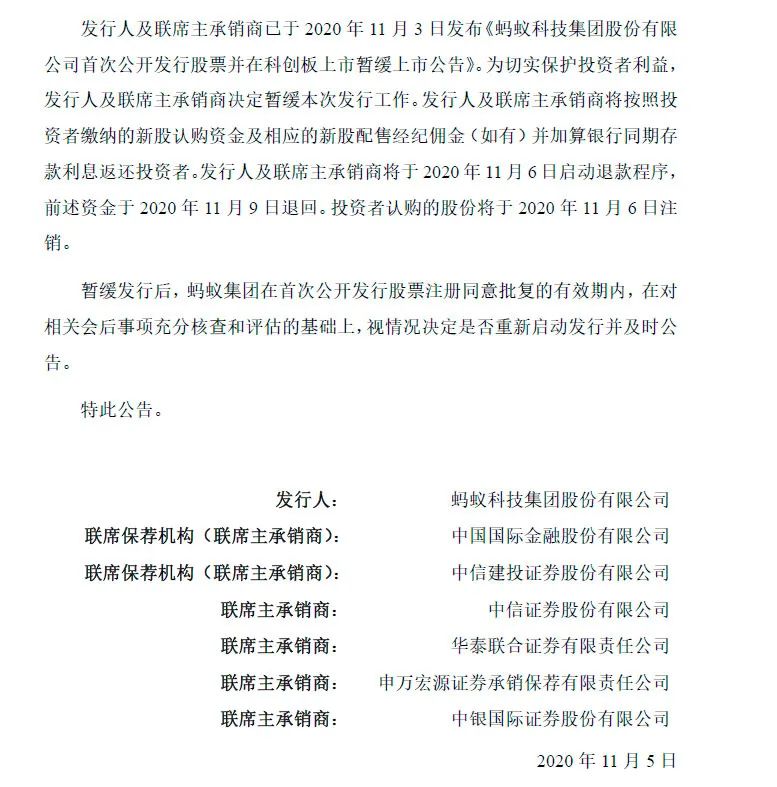 发行人及联席主承销商已于 2020 年 11 月 3 日发布《蚂蚁科技集团股份有限
公司首次公开发行股票并在科创板上市暂缓上市公告》。为切实保护投资者利益，
发行人及联席主承销商决定暂缓本次发行工作。发行人及联席主承销商将按照投
资者缴纳的新股认购资金及相应的新股配售经纪佣金（如有）并加算银行同期存
款利息返还投资者。发行人及联席主承销商将于 2020 年 11 月 6 日启动退款程序，
前述资金于 2020 年 11 月 9 日退回。投资者认购的股份将于 2020 年 11 月 6 日注
销。
暂缓发行后，蚂蚁集团在首次公开发行股票注册同意批复的有效期内，在对
相关会后事项充分核查和评估的基础上，视情况决定是否重新启动发行并及时公
告。
特此公告。
发行人： 蚂蚁科技集团股份有限公司
联席保荐机构（联席主承销商）： 中国国际金融股份有限公司
联席保荐机构（联席主承销商）： 中信建投证券股份有限公司
联席主承销商： 中信证券股份有限公司
联席主承销商： 华泰联合证券有限责任公司
联席主承销商： 申万宏源证券承销保荐有限责任公司
联席主承销商： 中银国际证券股份有限公司
2020 年 11 月 5 日